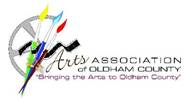 Arts ASSOCIATION
of OLDHAM COUNTY
"Bringing the Arts to Oldham County"